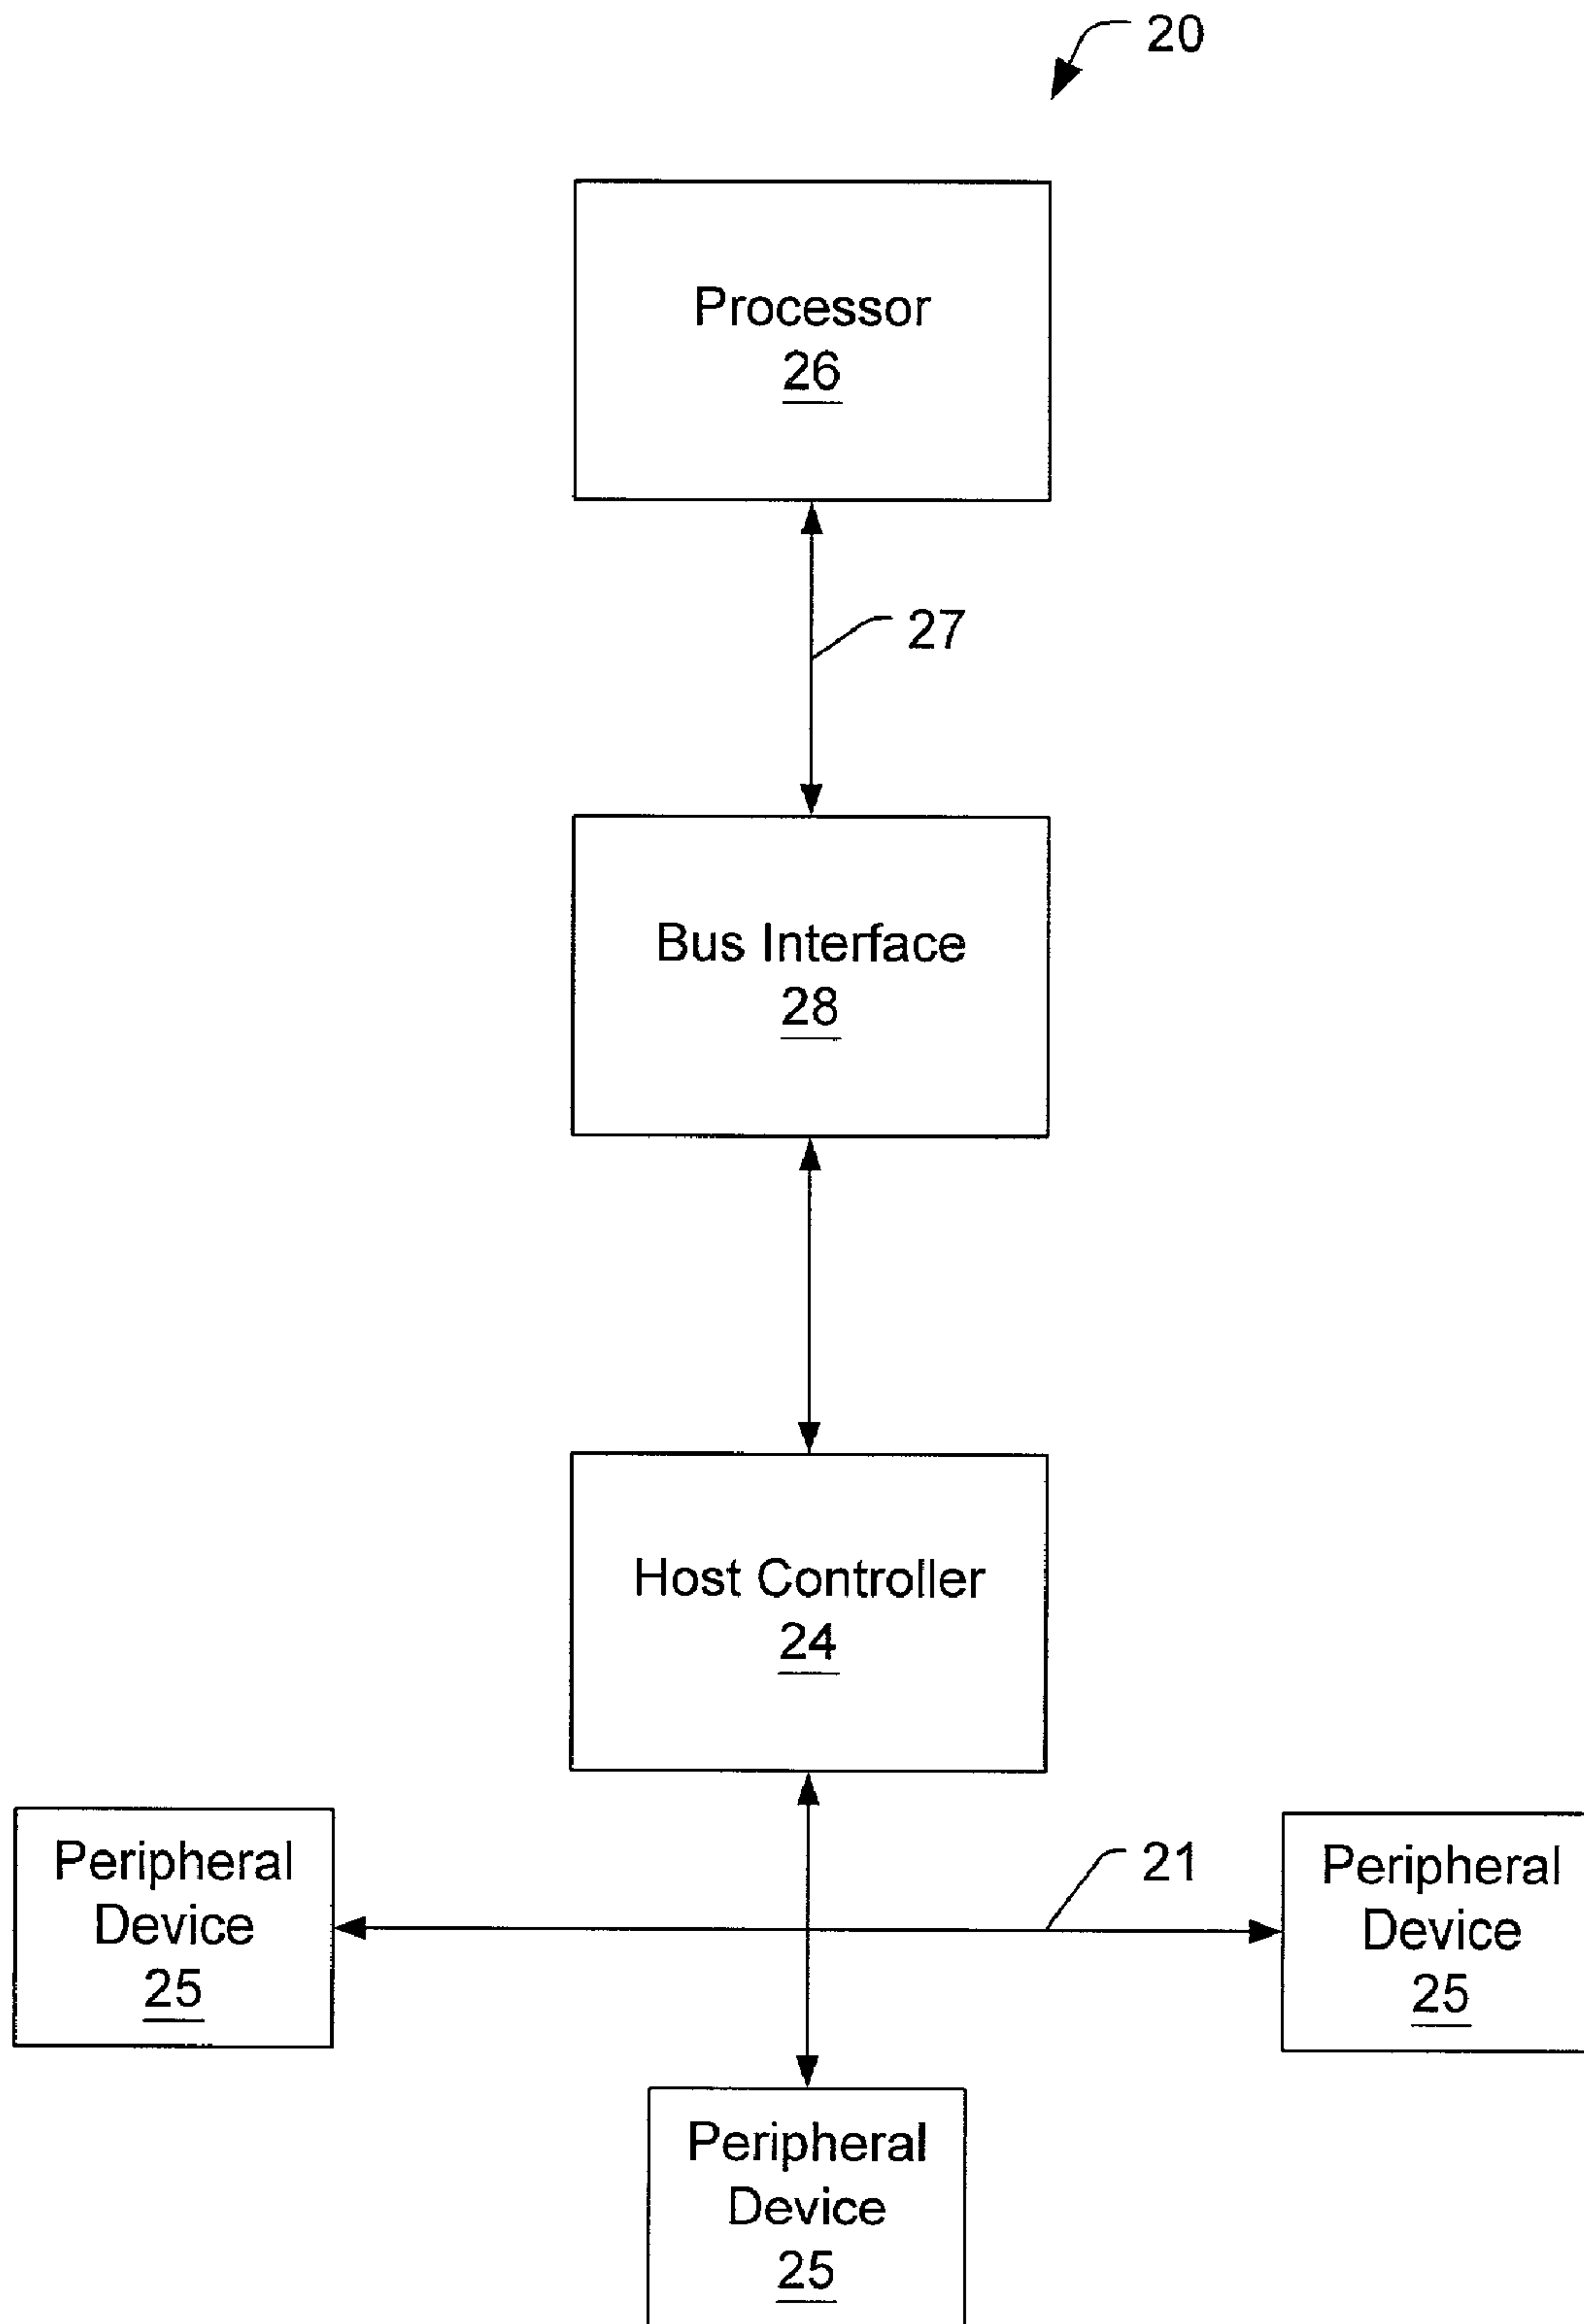 20
Processor
26
27
Bus Interface
28
Host Controller
24
Peripheral
Device
25
21
Peripheral
Device
25
Peripheral
Device
25